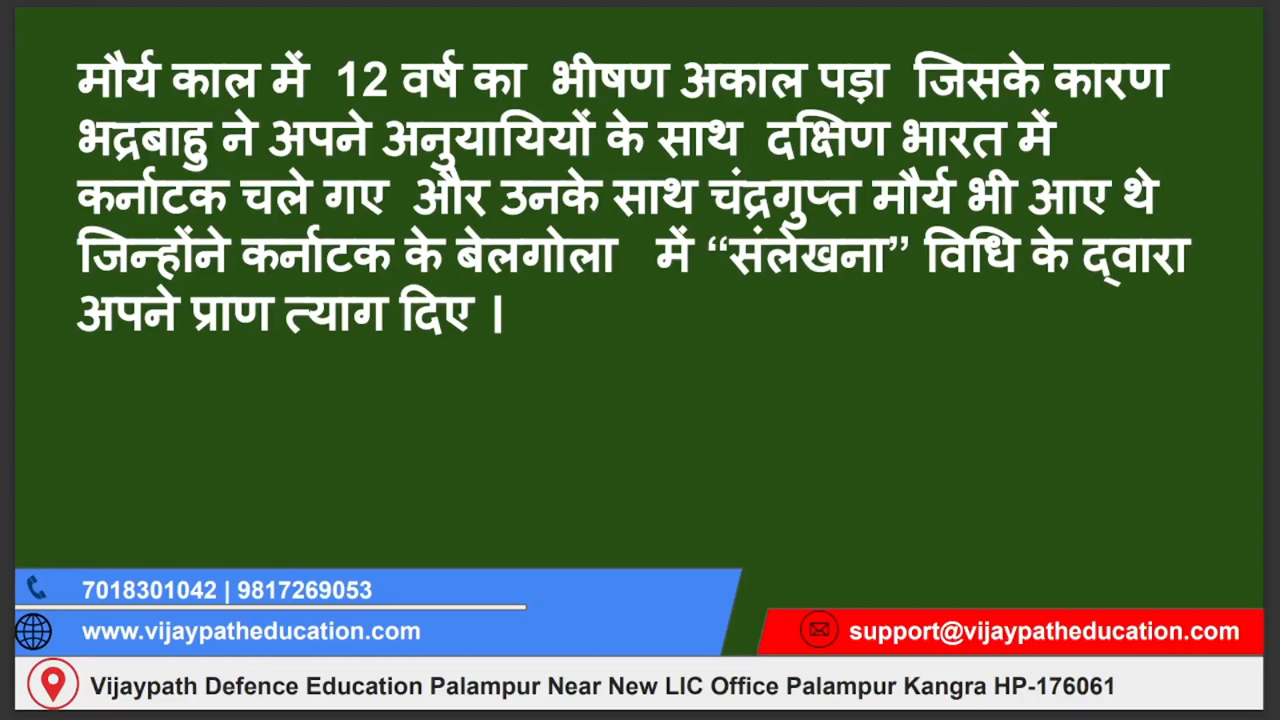 मौर्य काल में 12 वर्ष का भीषण अकाल पड़ा जिसके कारण
भद्रबाहु ने अपने अनुयायियों के साथ दक्षिण भारत में
कर्नाटक चले गए और उनके साथ चंद्रगुप्त मौर्य भी आए थे
जिन्होंने कर्नाटक के बेलगोला में “संलेखना” विधि के द्वारा
अपने प्राण त्याग दिए ।
7018301042 | 9817269053
www.vijaypatheducation.com
support@vijaypatheducation.com
Vijaypath Defence Education Palampur Near New LIC Office Palampur Kangra HP-176061